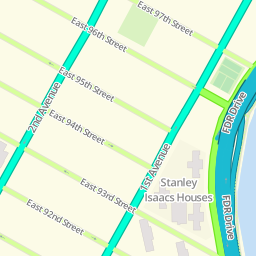 East 97th Street
East 96th Street
East 95th Street
2nd Avenue
FDR Drive
East 94th Street
1st Avenue
Stanley
Isaacs Houses
East 93rd Street
East 92nd Street
FDR Drive